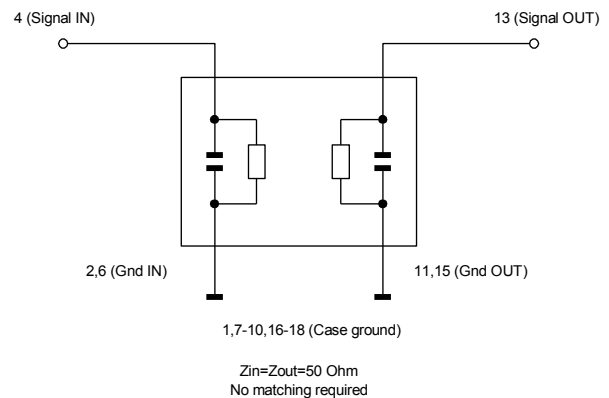 4 (Signal IN)
13 (Signal OUT)
2,6 (Gnd IN)
11,15 (Gnd OUT)
1,7-10,16-18 (Case ground)
Zin=Zout=50 Ohm
No matching required